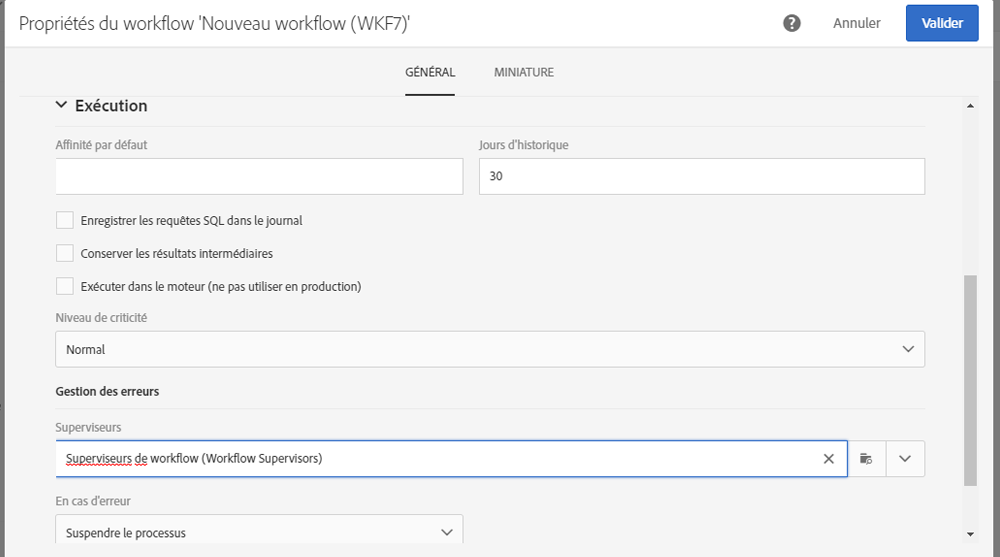 Propriétés du workflow 'Nouveau workflow (WKF7)'
Annuler
Valider
GÉNÉRAL
MINIATURE
Exécution
Affinité par défaut
Jours d'historique
30
Enregistrer les requêtes SQL dans le journal
Conserver les résultats intermédiaires
Exécuter dans le moteur (ne pas utiliser en production)
Niveau de criticité
Normal
Gestion des erreurs
Superviseurs
Superviseurs de workflow (Workflow Supervisors)
En cas d'erreur
Suspendre le processus